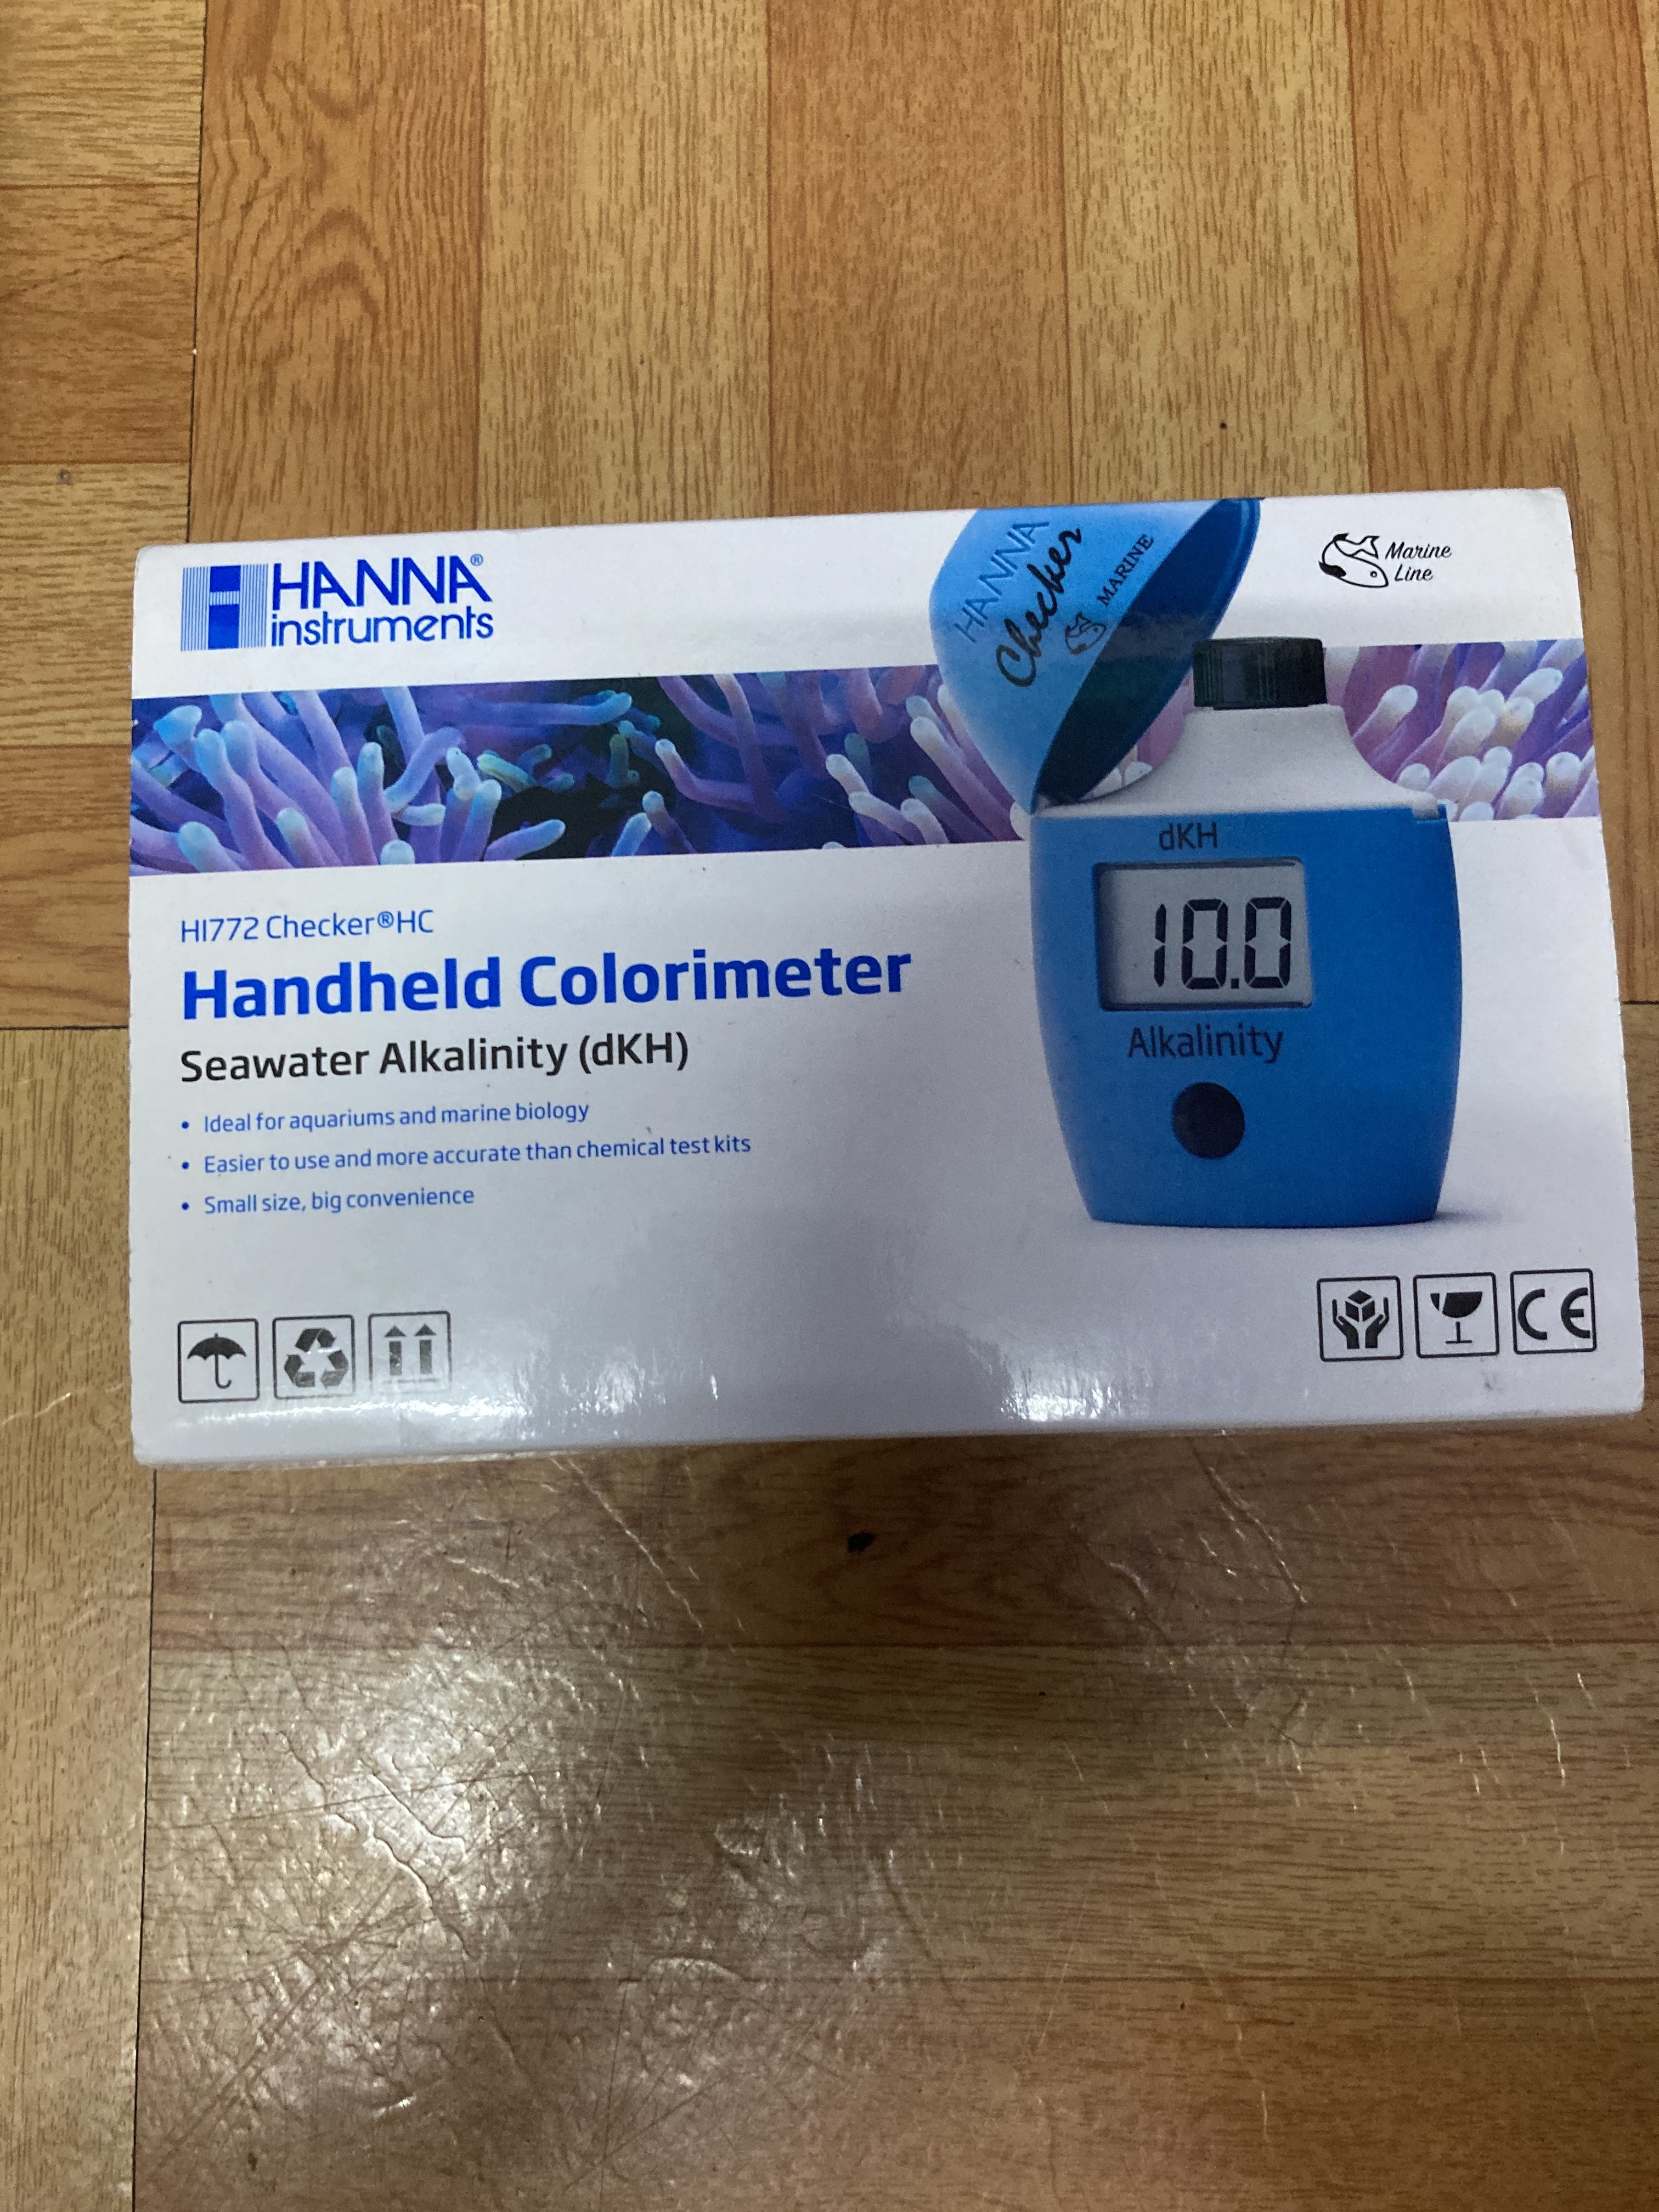 HANNA®
instruments
HANNA
Checker
MARINE
Marine
Line
HI772 Checker®HC
Handheld Colorimeter
Seawater Alkalinity (dKH)
• Ideal for aquariums and marine biology
• Easier to use and more accurate than chemical test kits
• Small size, big convenience
dKH
10.0
Alkalinity
CE